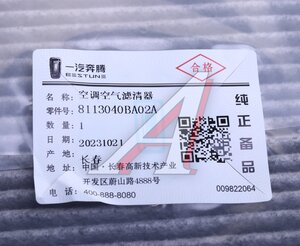 一汽奔腾
BESTUNE
合格
名称: 空调空气滤清器
零件号: 8113040BA02A
数量: 1
日期: 20231021
产地: 长春
地址: 中国·长春高新技术产业
开发区蔚山路4888号
电话: 400-888-8080
纯正备品
009822064